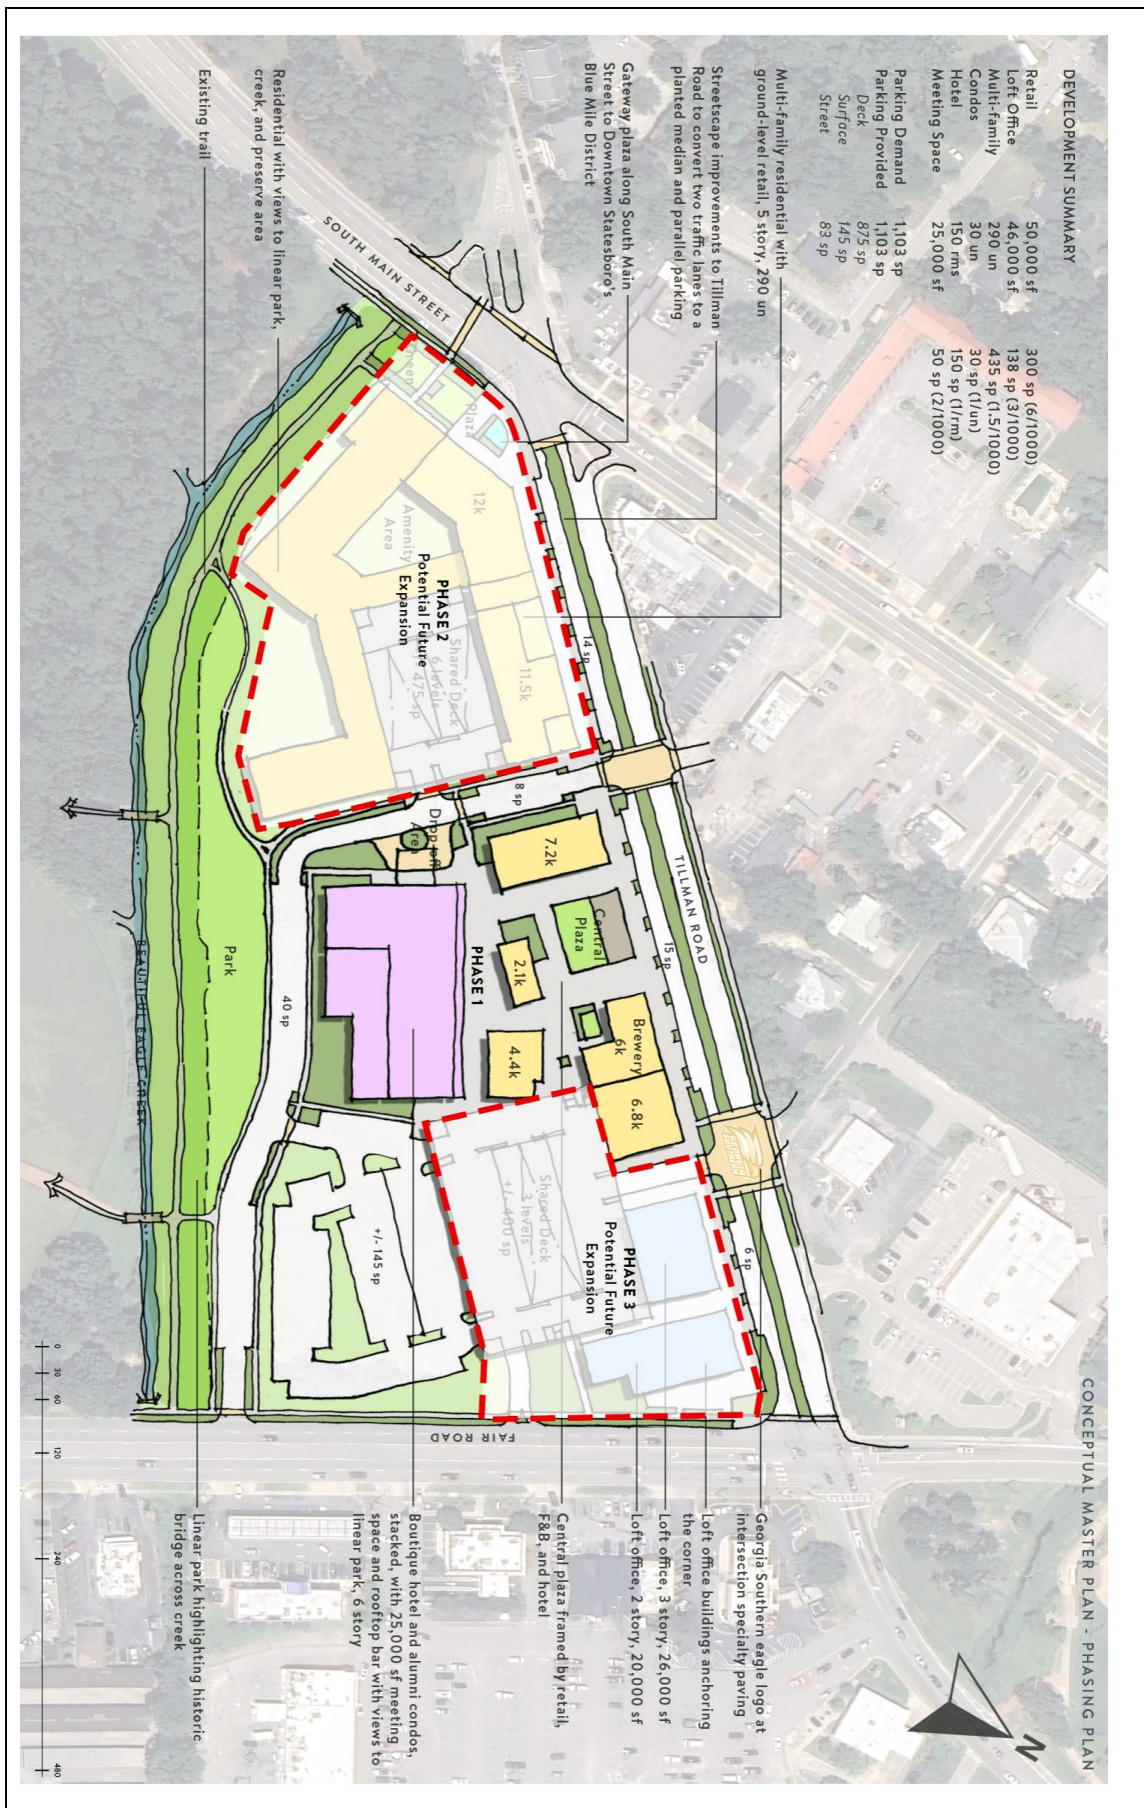 CONCEPTUAL MASTER PLAN - PHASING PLAN
DEVELOPMENT SUMMARY
Retail 50,000 sf 300 sp (6/1000)
Loft Office 46,000 sf 138 sp (3/1000)
Multi-family 290 un 435 sp (1.5/1000)
Condos 30 un 30 sp (1/un)
Hotel 150 rms 150 sp (1/rm)
Meeting Space 25,000 sf 50 sp (2/1000)
Parking Demand 1,103 sp
Parking Provided 1,103 sp
Deck 875 sp
Surface 145 sp
Street 83 sp
Multi-family residential with
ground-level retail, 5 story, 290 un
Streetscape improvements to Tillman
Road to convert two traffic lanes to a
planted median and parallel parking
Gateway plaza along South Main
Street to Downtown Statesboro's
Blue Mile District
Residential with views to linear park,
creek, and preserve area
Existing trail
SOUTH MAIN STREET
TILLMAN ROAD
FAIR ROAD
BEAUTIFUL EAGLE CREEK
Green
Plaza
12k
Amenity
Area
PHASE 2
Potential Future
Expansion
Shared Deck
6 levels
475 sp
11.5k
14 sp
8 sp
Drop off
Area
7.2k
Central
Plaza
15 sp
2.1k
PHASE 1
4.4k
Brewery
6k
6.8k
Park
40 sp
+/- 145 sp
Shared Deck
3 levels
+/- 400 sp
PHASE 3
Potential Future
Expansion
6 sp
GEORGIA SOUTHERN
Georgia Southern eagle logo at
intersection specialty paving
Loft office buildings anchoring
the corner
Loft office, 3 story, 26,000 sf
Loft office, 2 story, 20,000 sf
Central plaza framed by retail,
F&B, and hotel
Boutique hotel and alumni condos,
stacked, with 25,000 sf meeting
space and rooftop bar with views to
linear park, 6 story
Linear park highlighting historic
bridge across creek
N
0 30 60 120 240 480